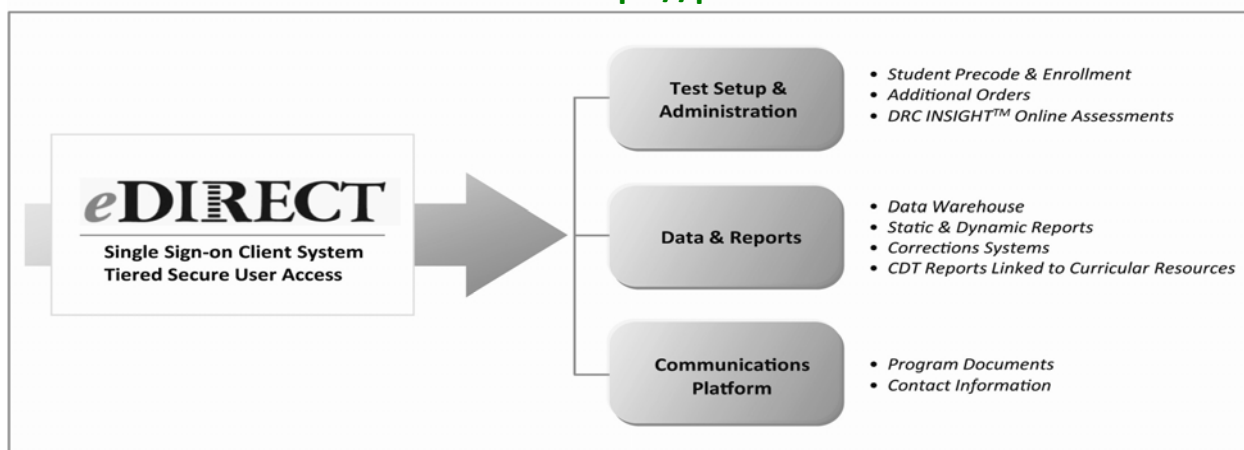 eDIRECT
Single Sign-on Client System
Tiered Secure User Access
Test Setup &
Administration
• Student Precode & Enrollment
• Additional Orders
• DRC INSIGHT™ Online Assessments
Data & Reports
• Data Warehouse
• Static & Dynamic Reports
• Corrections Systems
• CDT Reports Linked to Curricular Resources
Communications
Platform
• Program Documents
• Contact Information